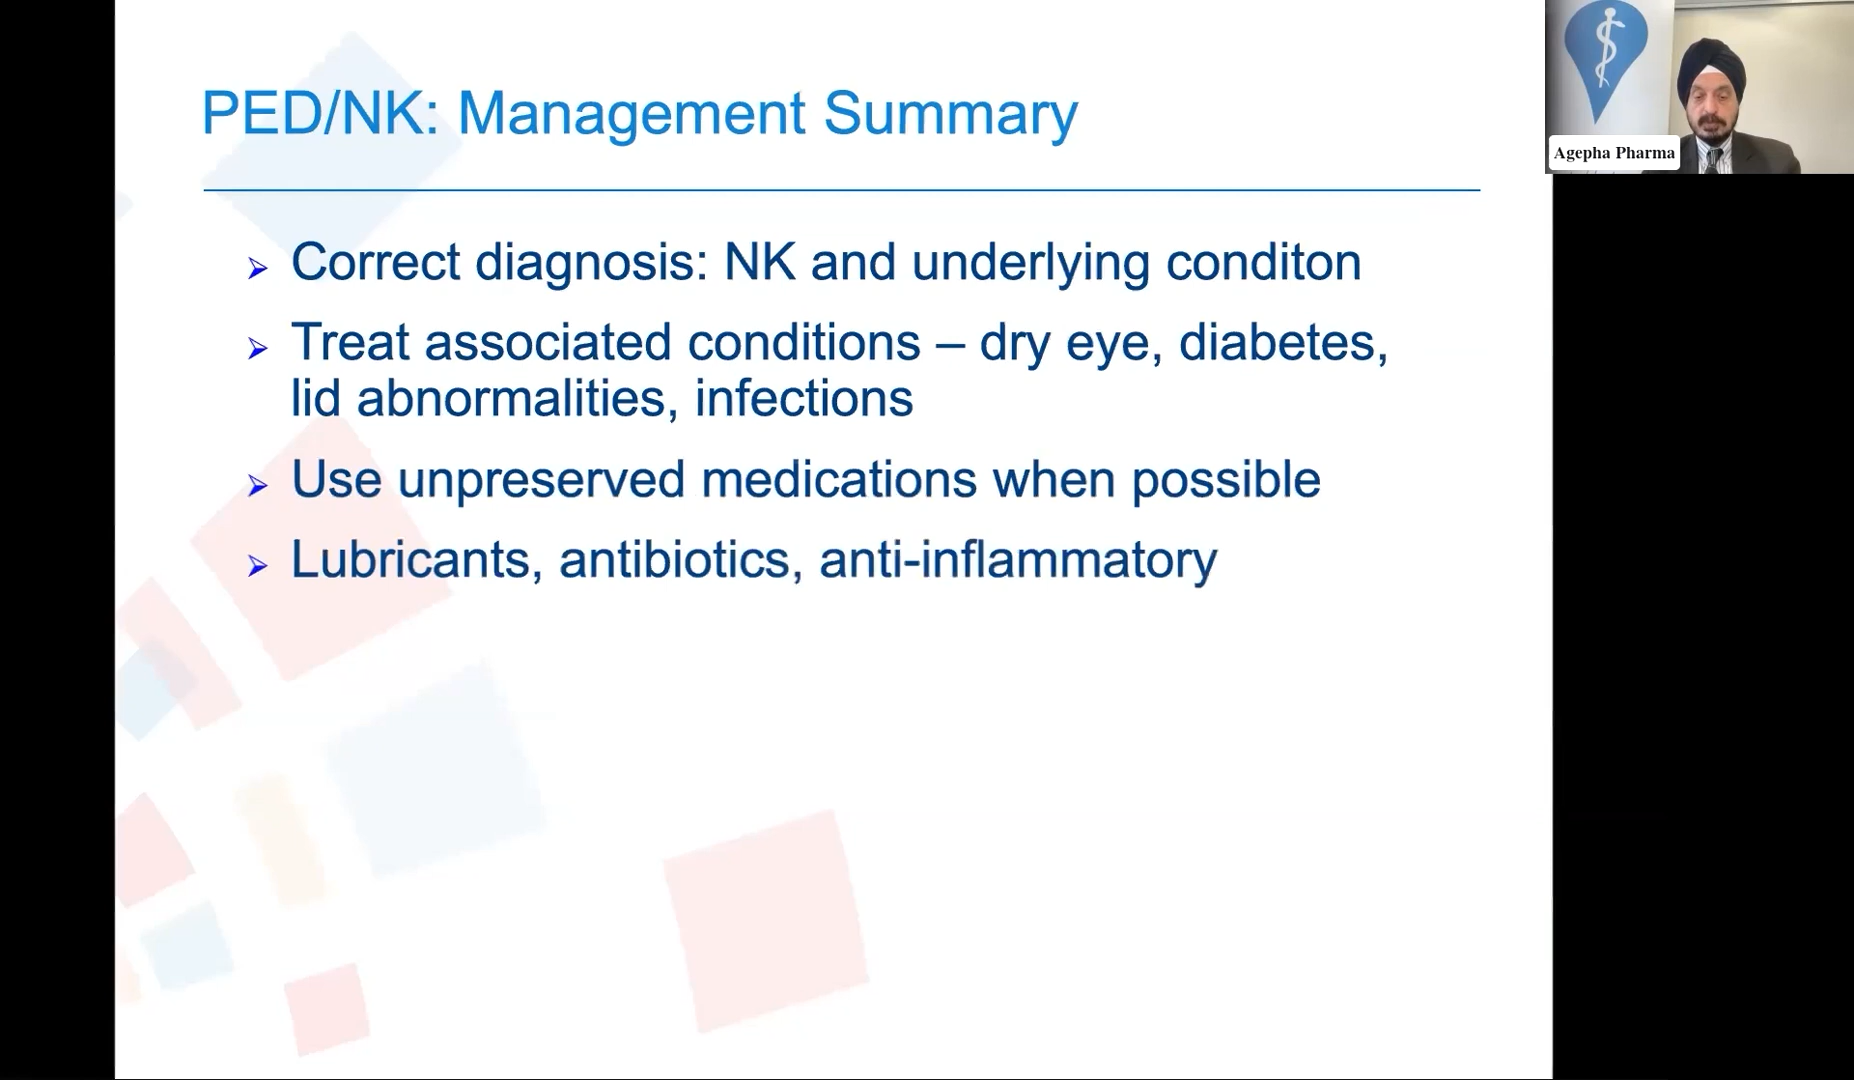 PED/NK: Management Summary
Agepha Pharma
Correct diagnosis: NK and underlying conditon
Treat associated conditions – dry eye, diabetes,
lid abnormalities, infections
Use unpreserved medications when possible
Lubricants, antibiotics, anti-inflammatory